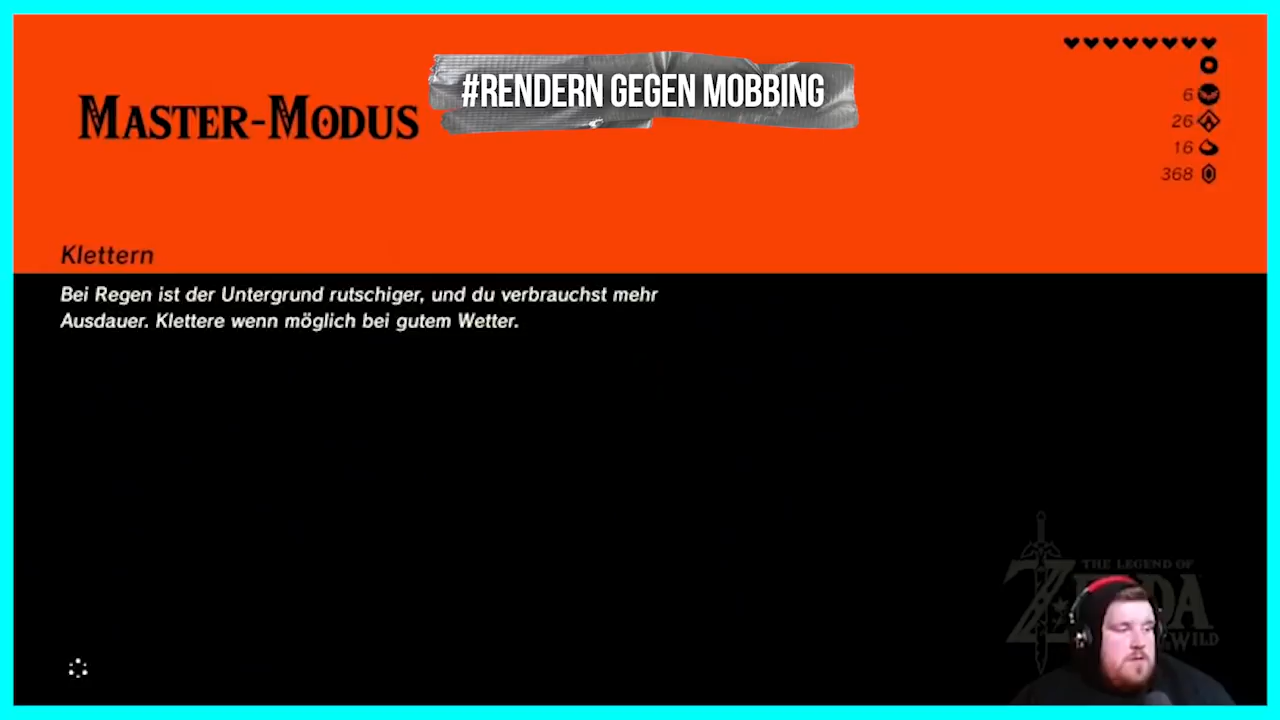 #RENDERN GEGEN MOBBING
MASTER-MODUS
6
26
16
368
Klettern
Bei Regen ist der Untergrund rutschiger, und du verbrauchst mehr
Ausdauer. Klettere wenn möglich bei gutem Wetter.
THE LEGEND OF
WILD